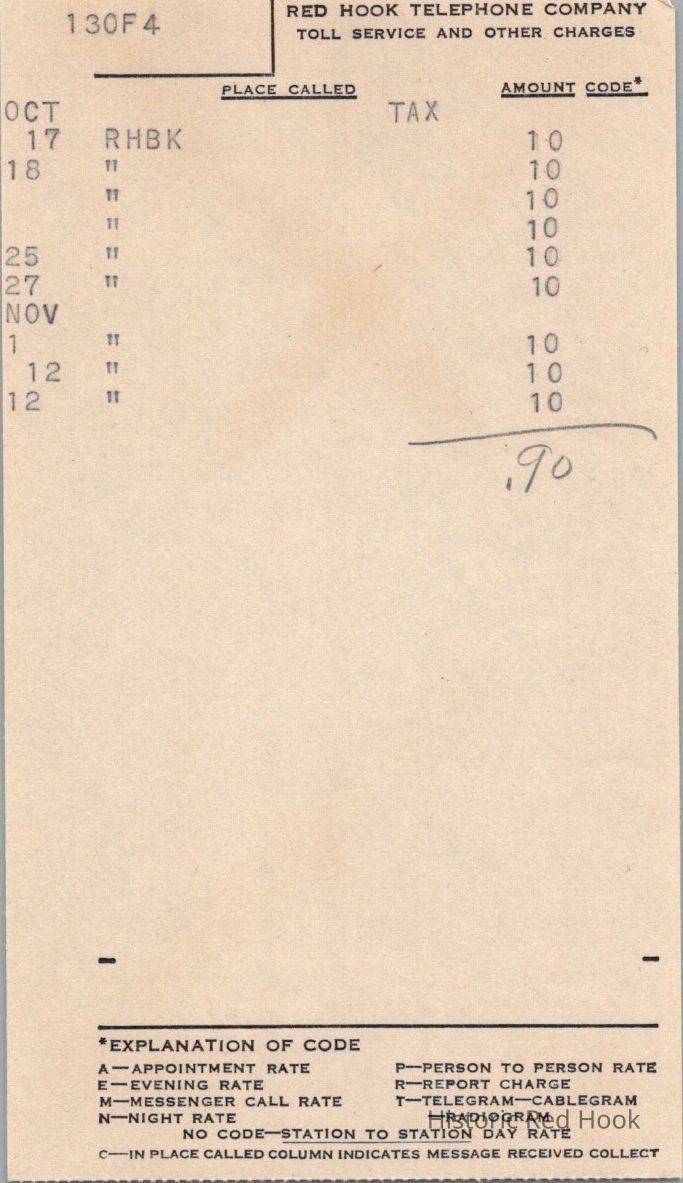 130F4
RED HOOK TELEPHONE COMPANY
TOLL SERVICE AND OTHER CHARGES
PLACE CALLED AMOUNT CODE*
OCT TAX
17 RHBK 10
18 " 10
" 10
" 10
25 " 10
27 " 10
NOV
1 " 10
12 " 10
12 " 10
.90
*EXPLANATION OF CODE
A—APPOINTMENT RATE P—PERSON TO PERSON RATE
E—EVENING RATE R—REPORT CHARGE
M—MESSENGER CALL RATE T—TELEGRAM—CABLEGRAM
N—NIGHT RATE —RADIOGRAM
Historic Red Hook
NO CODE—STATION TO STATION DAY RATE
C—IN PLACE CALLED COLUMN INDICATES MESSAGE RECEIVED COLLECT